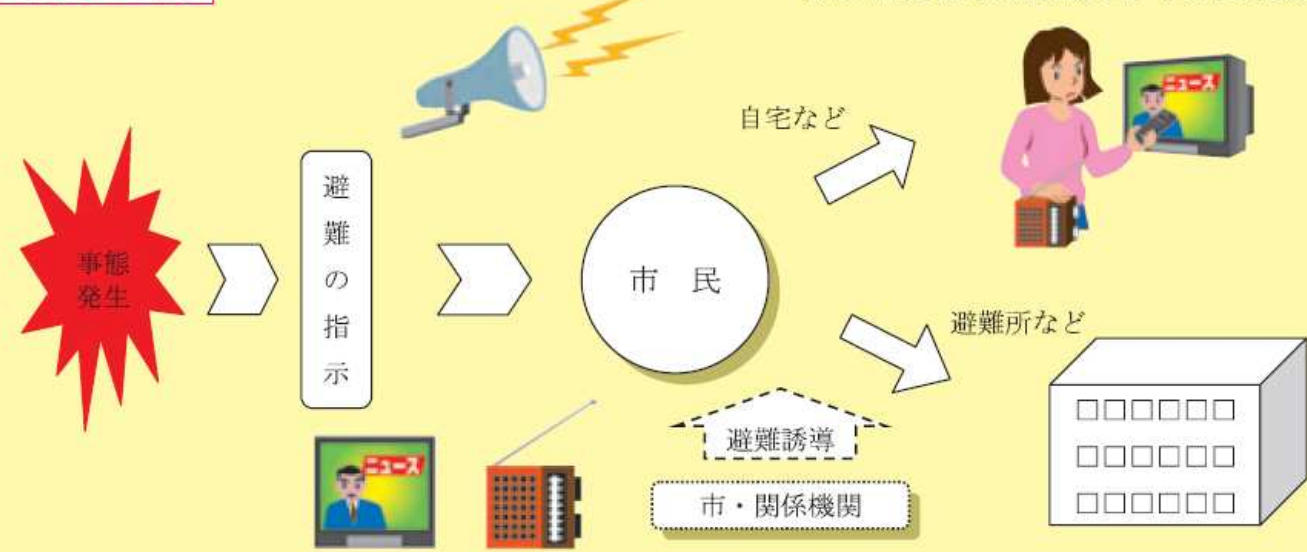 自宅など
ニュース
事態
発生
避難の指示
市 民
避難所など
ニュース
避難誘導
市・関係機関